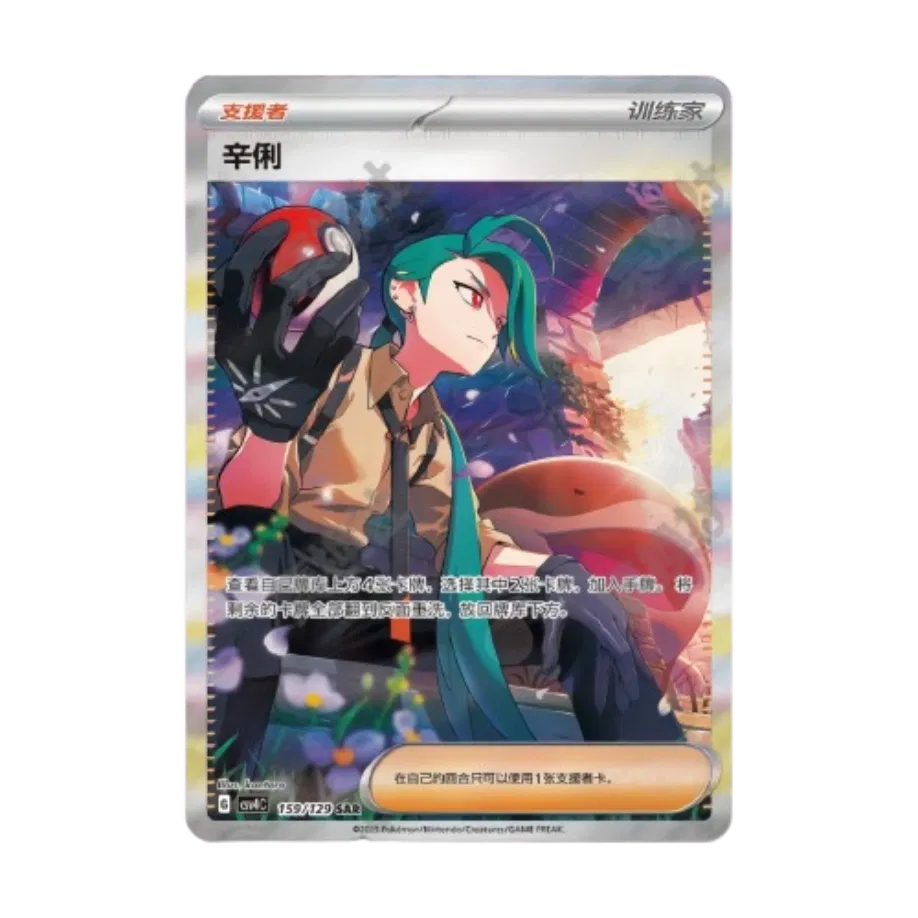 支援者
训练家
辛俐
查看自己牌库上方4张卡牌，选择其中2张卡牌，加入手牌。将
剩余的卡牌全部翻到反面重洗，放回牌库下方。
在自己的回合只可以使用1张支援者卡。
G CSV4C 159/129 SAR
©2025 Pokémon/Nintendo/Creatures/GAME FREAK.